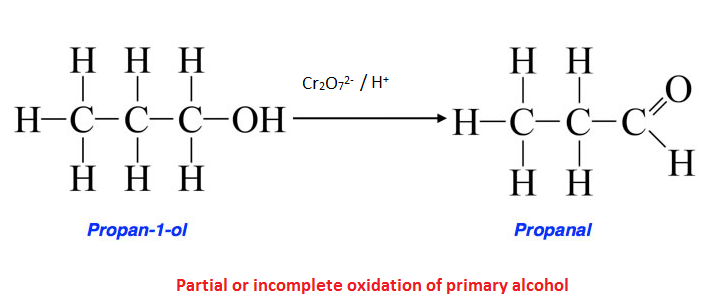 H H H
H-C-C-C-OH
H H H
Propan-1-ol
Cr₂O₇²⁻ / H⁺
H H
H-C-C-C
O
H
H H
Propanal
Partial or incomplete oxidation of primary alcohol